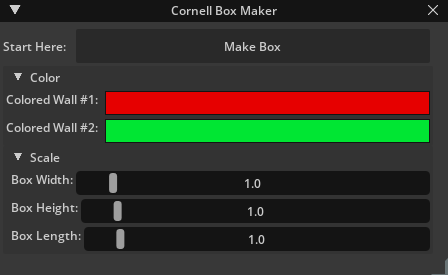 Cornell Box Maker
Start Here: Make Box
Color
Colored Wall #1:
Colored Wall #2:
Scale
Box Width: 1.0
Box Height: 1.0
Box Length: 1.0